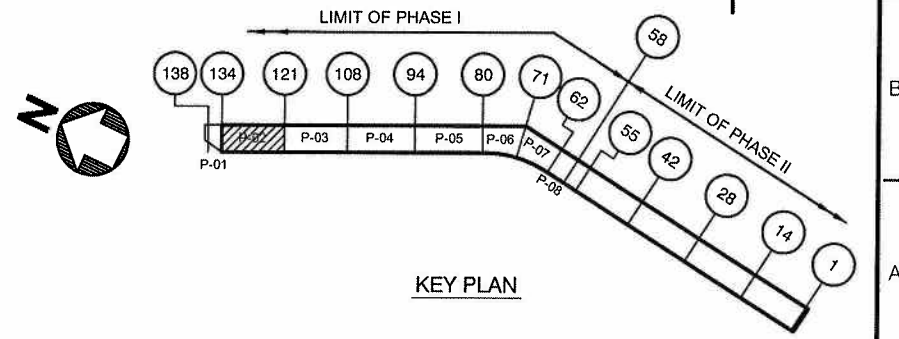 LIMIT OF PHASE I
58
138 134 121 108 94 80 71
62
LIMIT OF PHASE II
B
N
55
P-02 P-03 P-04 P-05 P-06
P-07
P-01
P-08
42
28
14
1
A
KEY PLAN